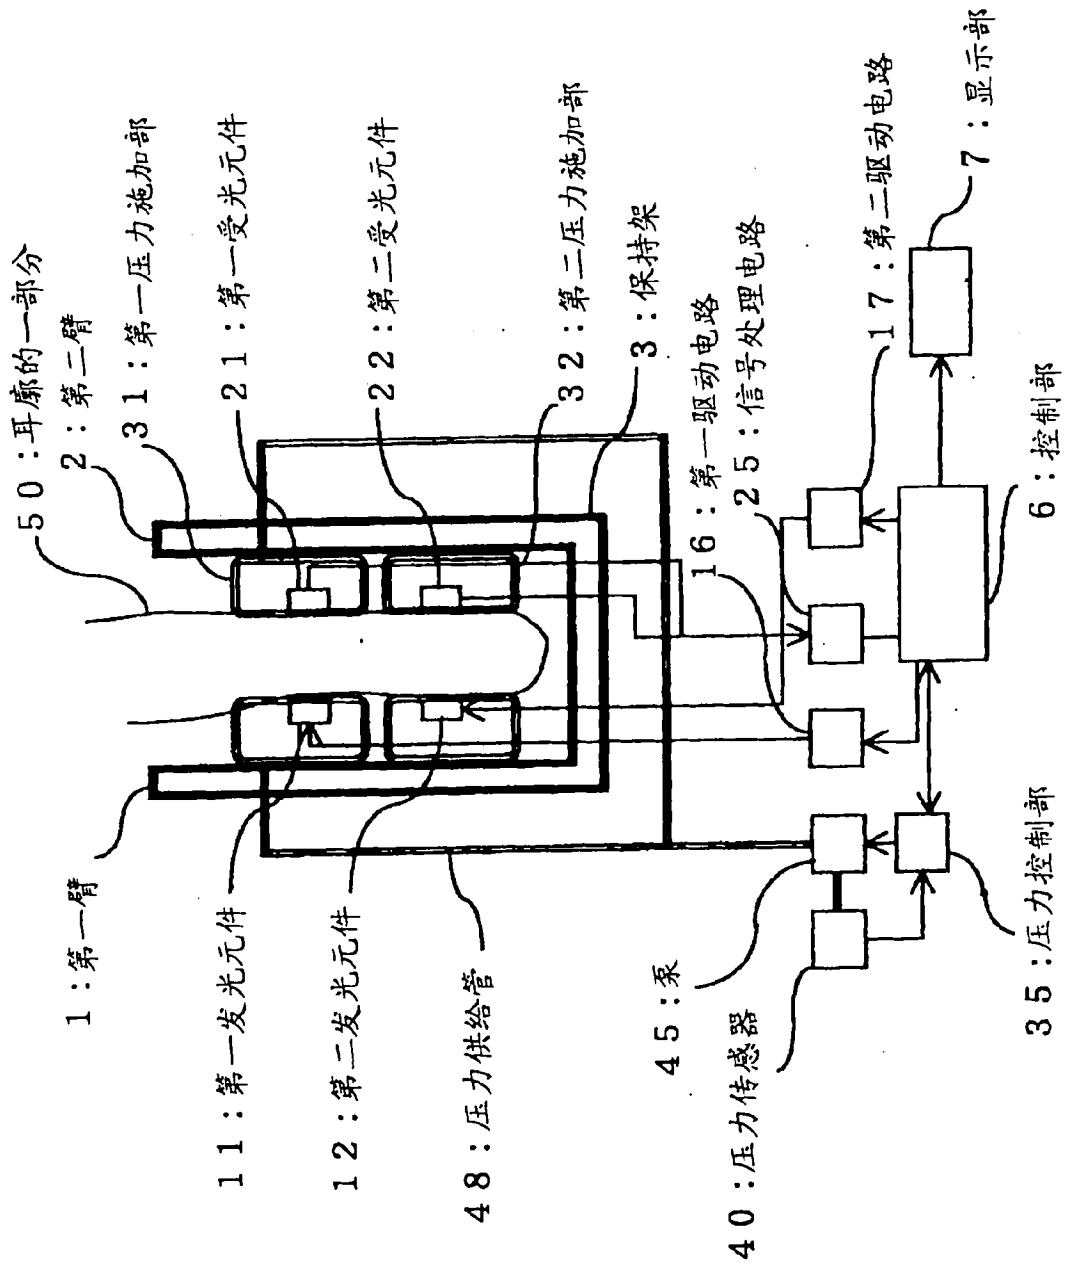 50：耳廓的一部分
2：第二臂
31：第一压力施加部
21：第一受光元件
22：第二受光元件
32：第二压力施加部
3：保持架
16：第一驱动电路
25：信号处理电路
17：第二驱动电路
7：显示部
1：第一臂
11：第一发光元件
12：第二发光元件
48：压力供给管
45：泵
40：压力传感器
35：压力控制部
6：控制部